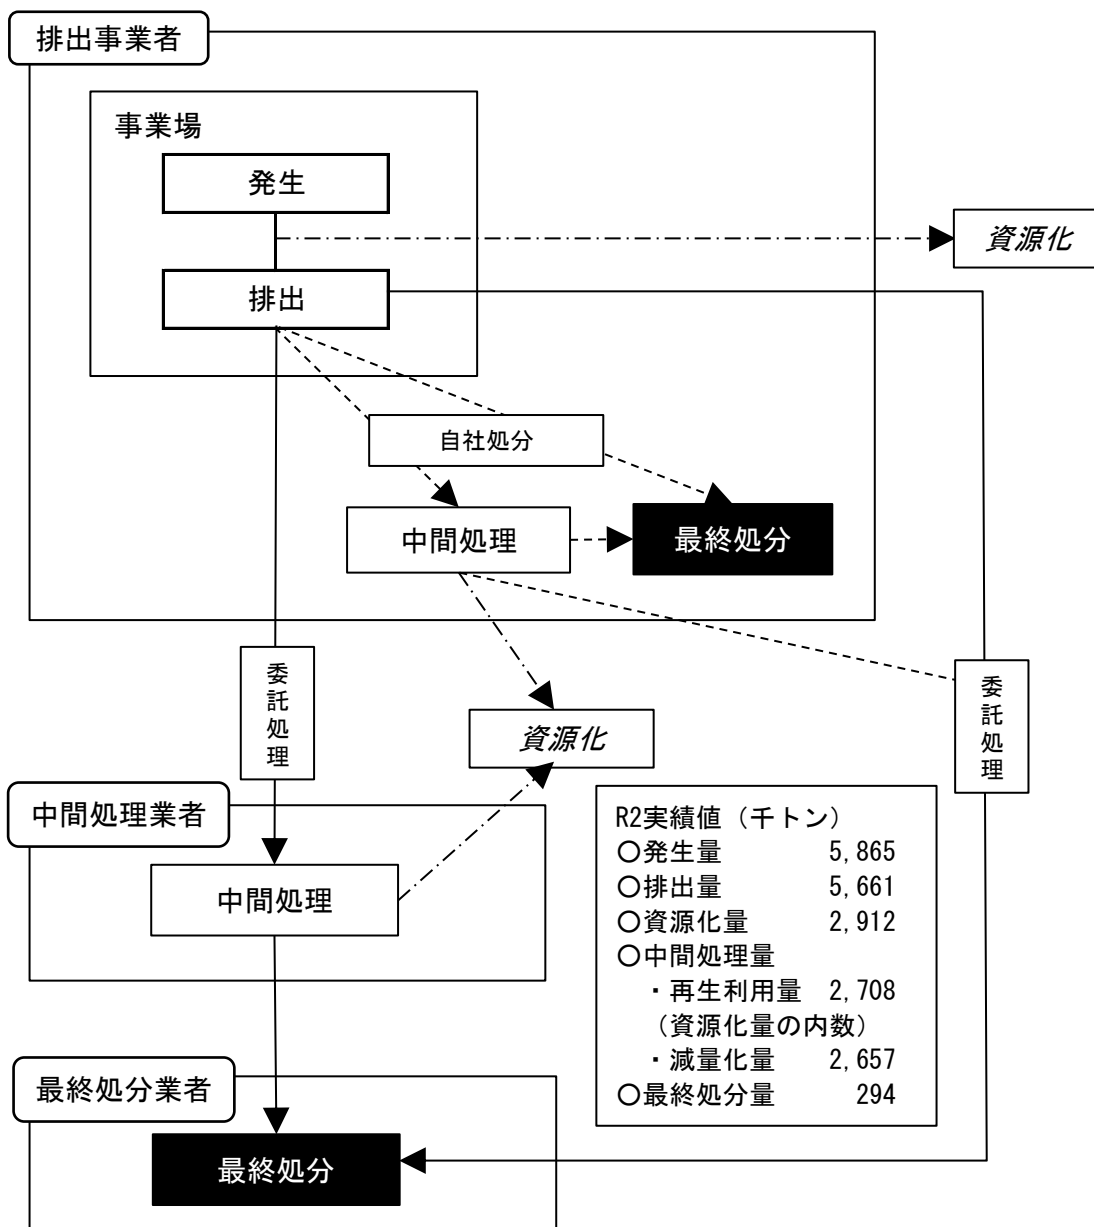 排出事業者
事業場
発生
資源化
排出
自社処分
中間処理
最終処分
委託処理
委託処理
資源化
中間処理業者
中間処理
R2実績値（千トン）
〇発生量 5,865
〇排出量 5,661
〇資源化量 2,912
〇中間処理量
・再生利用量 2,708
（資源化量の内数）
・減量化量 2,657
〇最終処分量 294
最終処分業者
最終処分